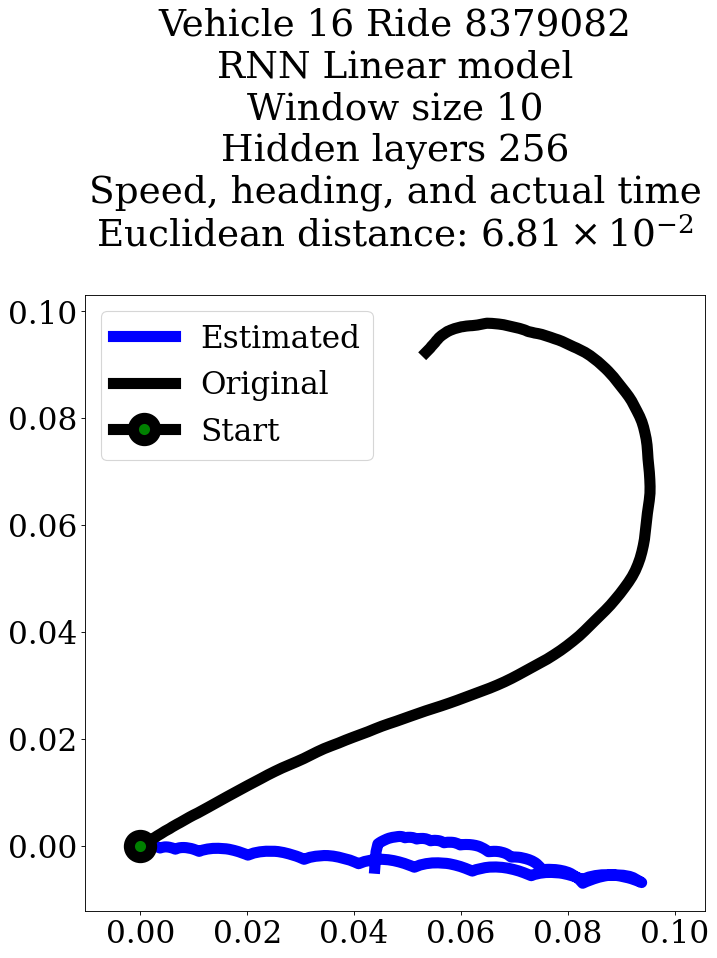 Vehicle 16 Ride 8379082
RNN Linear model
Window size 10
Hidden layers 256
Speed, heading, and actual time
Euclidean distance: 6.81 × 10⁻²
0.10
Estimated
Original
0.08
Start
0.06
0.04
0.02
0.00
0.00 0.02 0.04 0.06 0.08 0.10